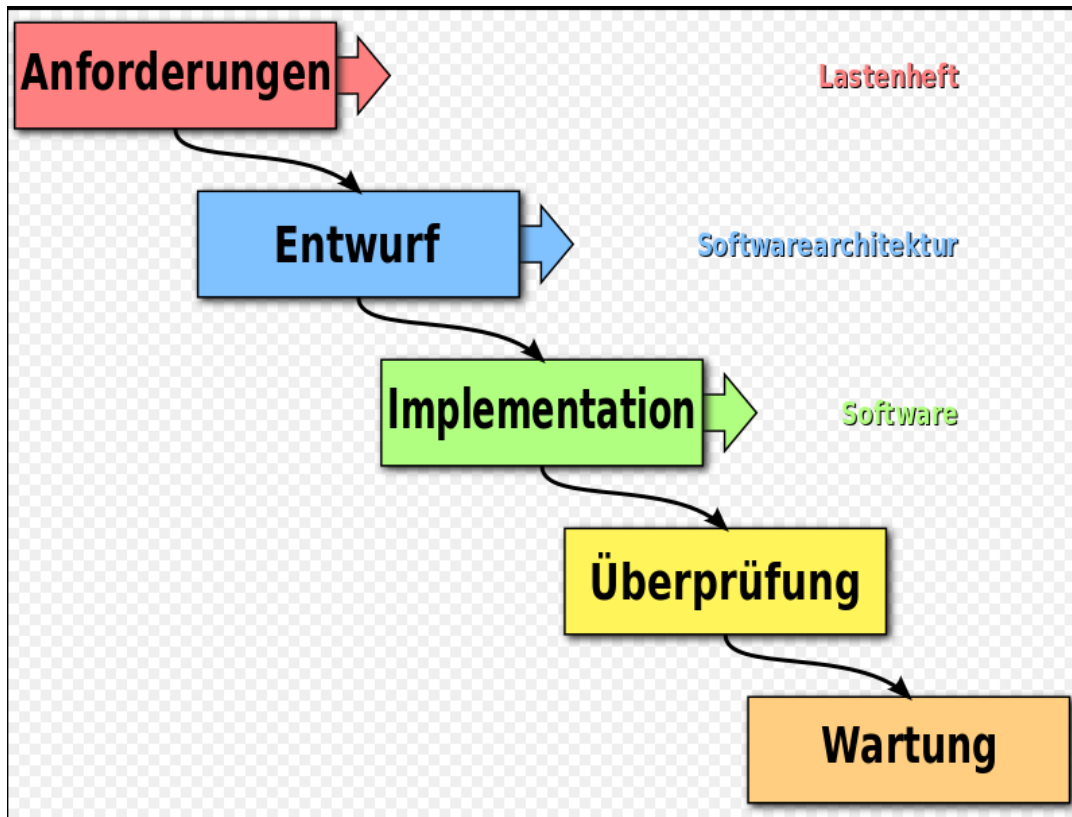 Anforderungen
Lastenheft
Entwurf
Softwarearchitektur
Implementation
Software
Überprüfung
Wartung